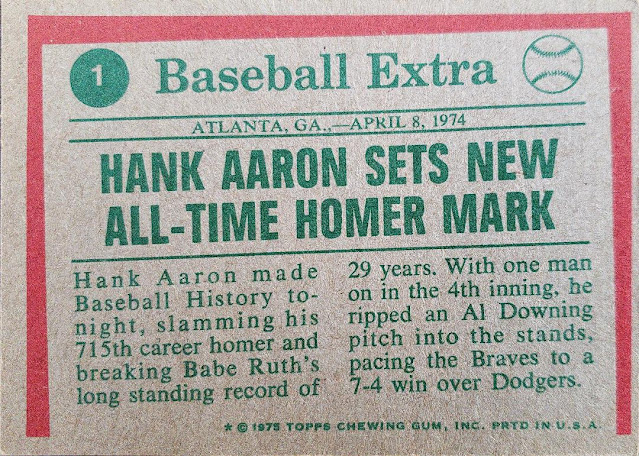 1 Baseball Extra
ATLANTA, GA.,—APRIL 8, 1974
HANK AARON SETS NEW
ALL-TIME HOMER MARK
Hank Aaron made
Baseball History to-
night, slamming his
715th career homer and
breaking Babe Ruth's
long standing record of
29 years. With one man
on in the 4th inning, he
ripped an Al Downing
pitch into the stands,
pacing the Braves to a
7-4 win over Dodgers.
* © 1975 TOPPS CHEWING GUM, INC. PRTD IN U.S.A.